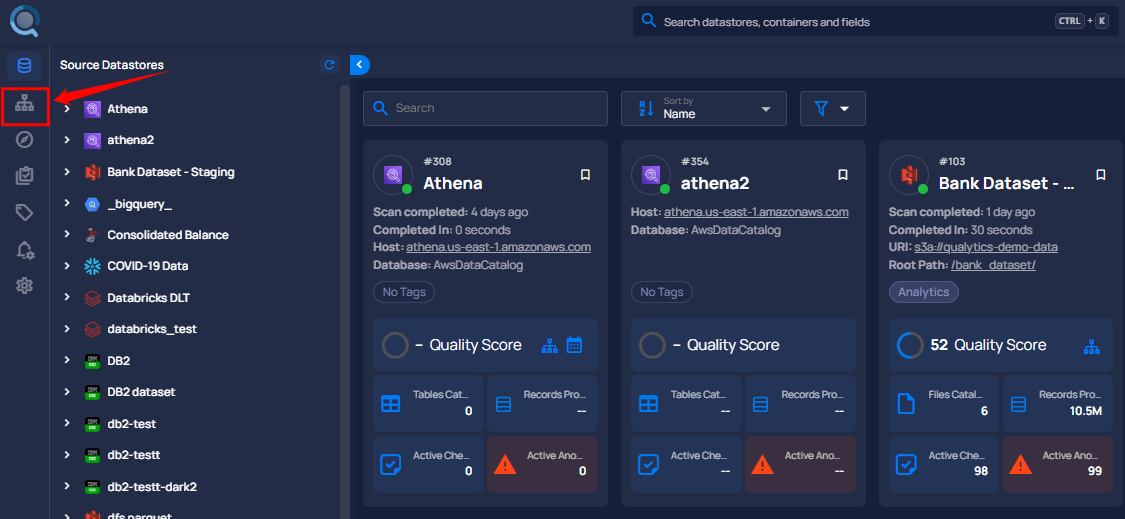 Search datastores, containers and fields
CTRL + K
Source Datastores
Athena
athena2
Bank Dataset - Staging
_bigquery_
Consolidated Balance
COVID-19 Data
Databricks DLT
databricks_test
DB2
DB2 dataset
db2-test
db2-testt
db2-testt-dark2
dfs parquet
Search
Sort by
Name
#308
Athena
Scan completed: 4 days ago
Completed In: 0 seconds
Host: athena.us-east-1.amazonaws.com
Database: AwsDataCatalog
No Tags
– Quality Score
Tables Cat... 0
Records Pro... --
Active Che... 0
Active Ano... 0
#354
athena2
Host: athena.us-east-1.amazonaws.com
Database: AwsDataCatalog
No Tags
– Quality Score
Tables Cat... --
Records Pro... --
Active Che... --
Active Ano... --
#103
Bank Dataset - ...
Scan completed: 1 day ago
Completed In: 30 seconds
URI: s3a://qualytics-demo-data
Root Path: /bank_dataset/
Analytics
52 Quality Score
Files Catal... 6
Records Pro... 10.5M
Active Che... 98
Active Ano... 99